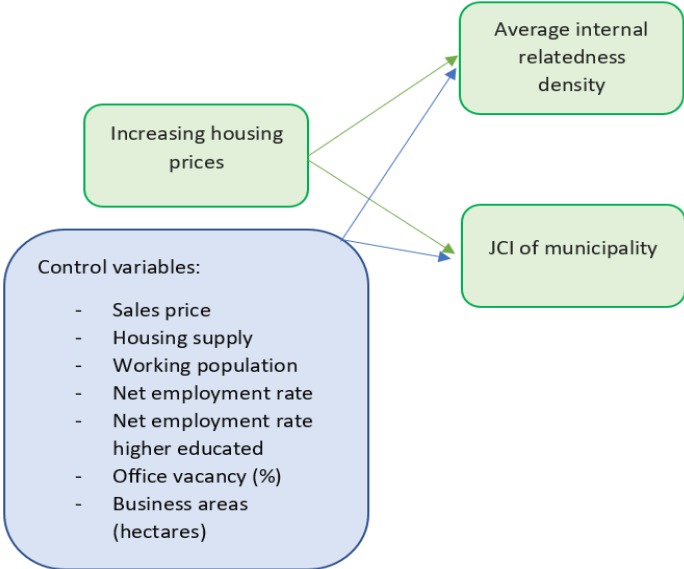 Average internal
relatedness
density
Increasing housing
prices
JCI of municipality
Control variables:
- Sales price
- Housing supply
- Working population
- Net employment rate
- Net employment rate
higher educated
- Office vacancy (%)
- Business areas
(hectares)